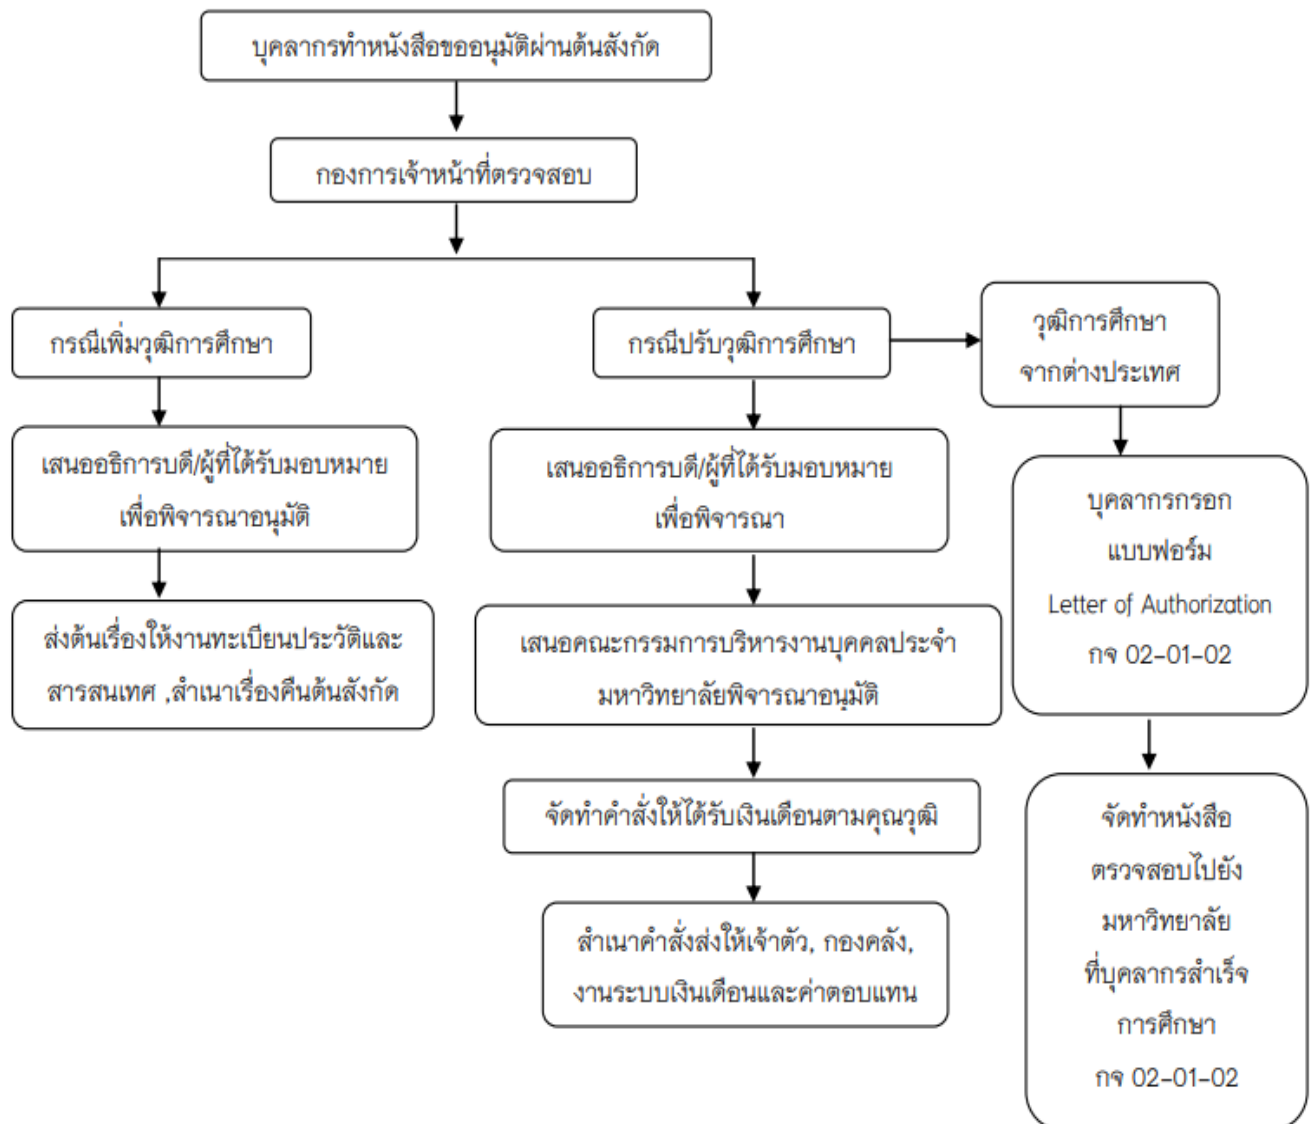 บุคลากรทำหนังสือขออนุมัติผ่านต้นสังกัด
กองการเจ้าหน้าที่ตรวจสอบ
กรณีเพิ่มวุฒิการศึกษา
เสนออธิการบดี/ผู้ที่ได้รับมอบหมาย
เพื่อพิจารณาอนุมัติ
ส่งต้นเรื่องให้งานทะเบียนประวัติและ
สารสนเทศ ,สำเนาเรื่องคืนต้นสังกัด
กรณีปรับวุฒิการศึกษา
เสนออธิการบดี/ผู้ที่ได้รับมอบหมาย
เพื่อพิจารณา
เสนอคณะกรรมการบริหารงานบุคคลประจำ
มหาวิทยาลัยพิจารณาอนุมัติ
จัดทำคำสั่งให้ได้รับเงินเดือนตามคุณวุฒิ
สำเนาคำสั่งส่งให้เจ้าตัว, กองคลัง,
งานระบบเงินเดือนและค่าตอบแทน
วุฒิการศึกษา
จากต่างประเทศ
บุคลากรกรอก
แบบฟอร์ม
Letter of Authorization
กจ 02-01-02
จัดทำหนังสือ
ตรวจสอบไปยัง
มหาวิทยาลัย
ที่บุคลากรสำเร็จ
การศึกษา
กจ 02-01-02